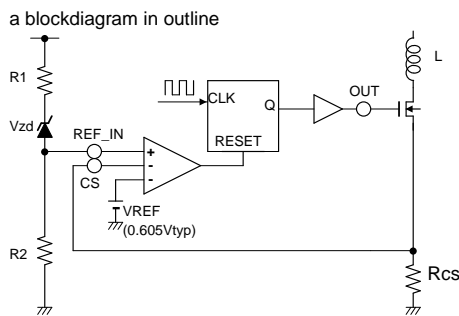 a blockdiagram in outline
R1
L
OUT
CLK
Q
Vzd
REF_IN
RESET
+
-
-
CS
VREF
(0.605Vtyp)
R2
Rcs